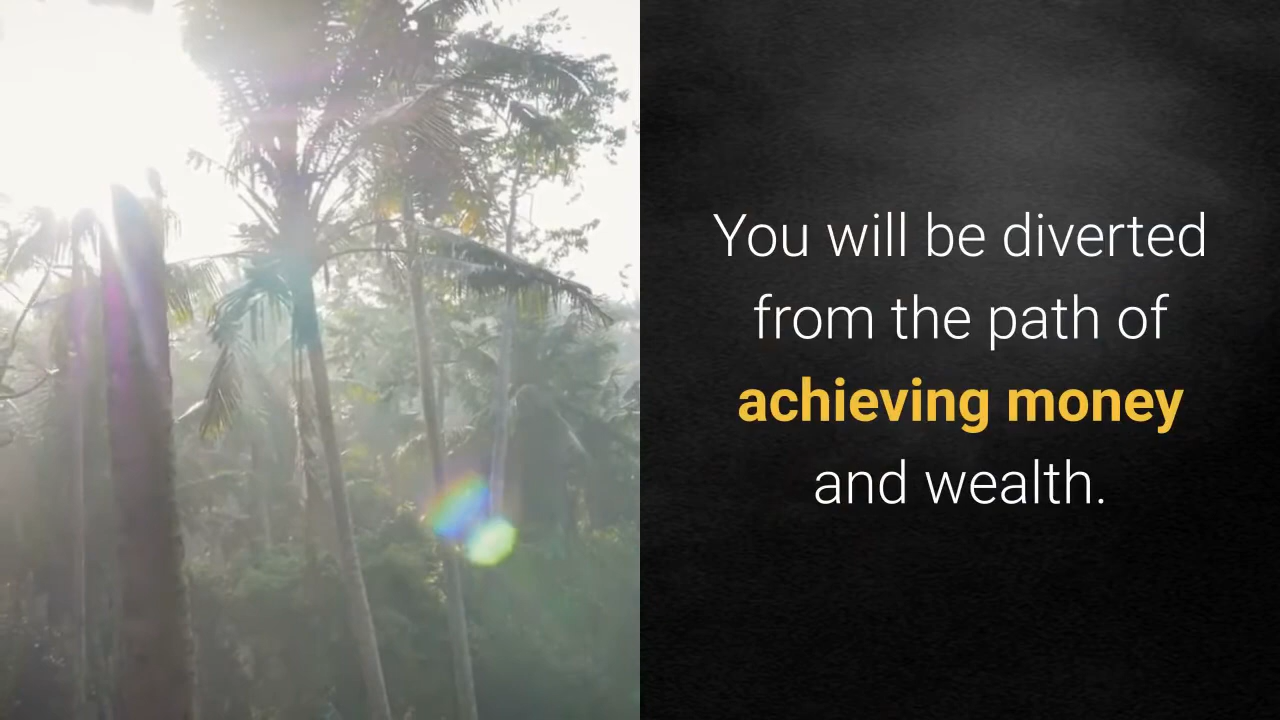 You will be diverted
from the path of
achieving money
and wealth.